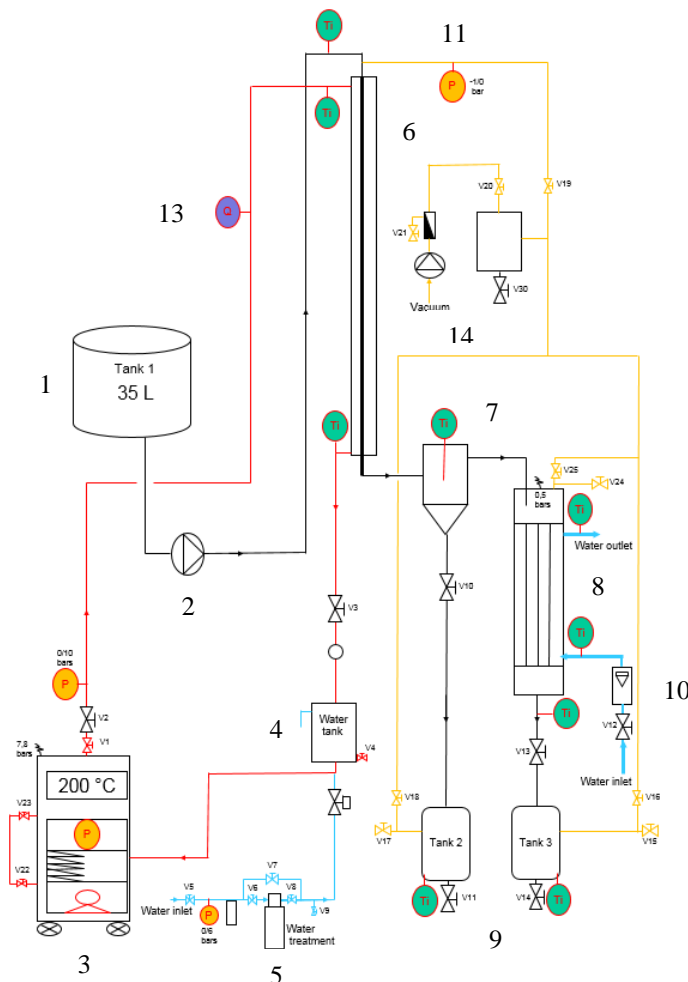 Ti
11
P
-1/0
bar
Ti
6
V20
V19
13
Q
V21
V30
Vacuum
14
1
Tank 1
35 L
7
Ti
Ti
V25
V24
0,5
bars
Ti
Water outlet
8
V10
2
V3
Ti
0/10
bars
P
10
V12
Ti
V2
V1
7,8
bars
4
Water
tank
V4
V13
Water inlet
200 °C
V23
P
V22
V18
V16
V17
Tank 2
Tank 3
V15
V7
V5
V6
V8
V9
Water inlet
P
0/6
bars
Water
treatment
Ti
V11
V14
Ti
3
5
9